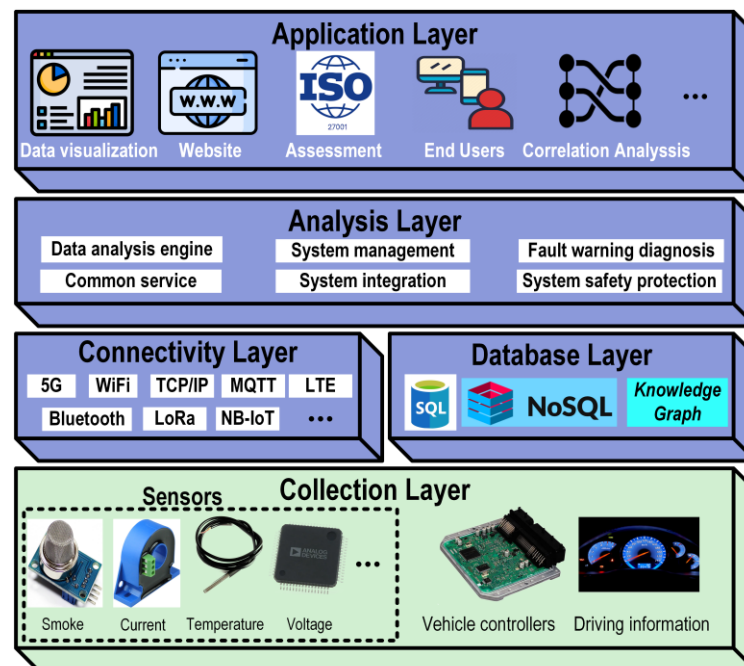 Application Layer
W.W.W
ISO
27001
Data visualization
Website
Assessment
End Users
Correlation Analyssis
...
Analysis Layer
Data analysis engine
System management
Fault warning diagnosis
Common service
System integration
System safety protection
Connectivity Layer
5G
WiFi
TCP/IP
MQTT
LTE
Bluetooth
LoRa
NB-IoT
...
Database Layer
SQL
NoSQL
Knowledge
Graph
Collection Layer
Sensors
ANALOG
DEVICES
...
Smoke
Current
Temperature
Voltage
Vehicle controllers
Driving information